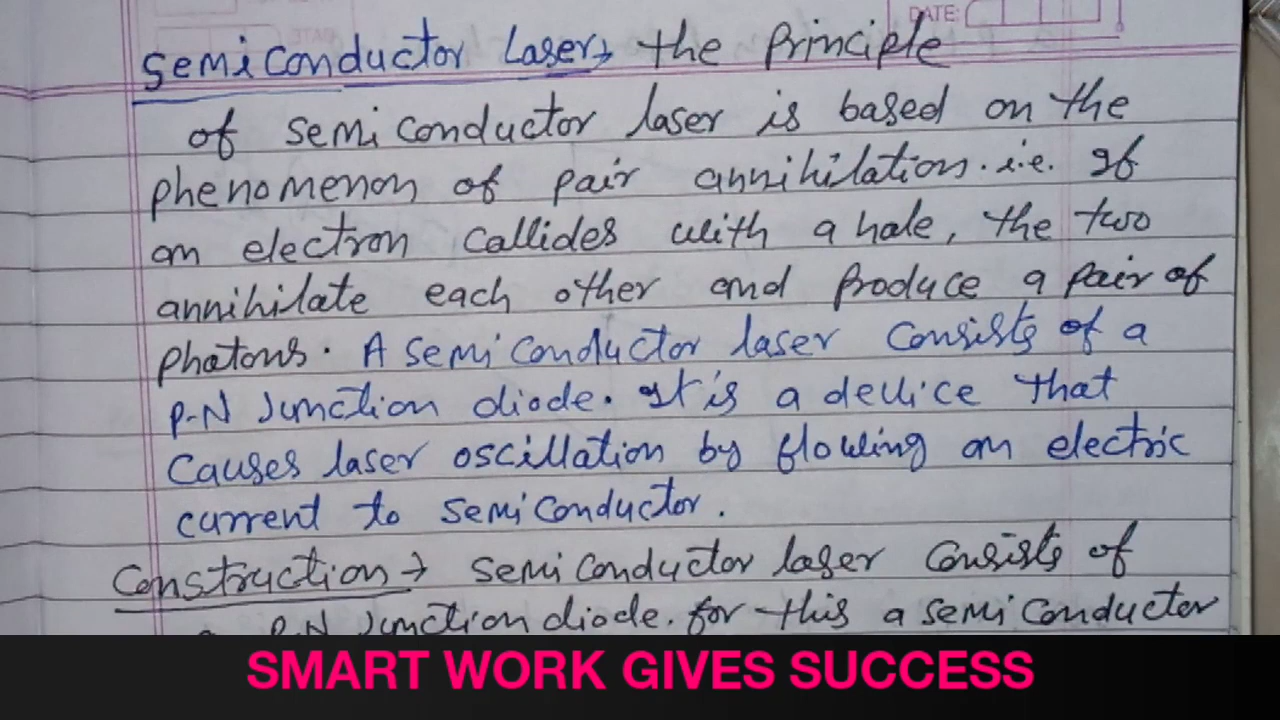 DATE:
Semiconductor Laser→ the Principle
of semiconductor laser is based on the
phenomenon of pair annihilation. i.e. If
an electron collides with a hole, the two
annihilate each other and produce a pair of
photons. A semiconductor laser consists of a
P-N Junction diode. It is a device that
causes laser oscillation by flowing an electric
current to semiconductor.
Construction→ semiconductor laser consists of
a P.N Junction diode. for this a semiconductor
SMART WORK GIVES SUCCESS